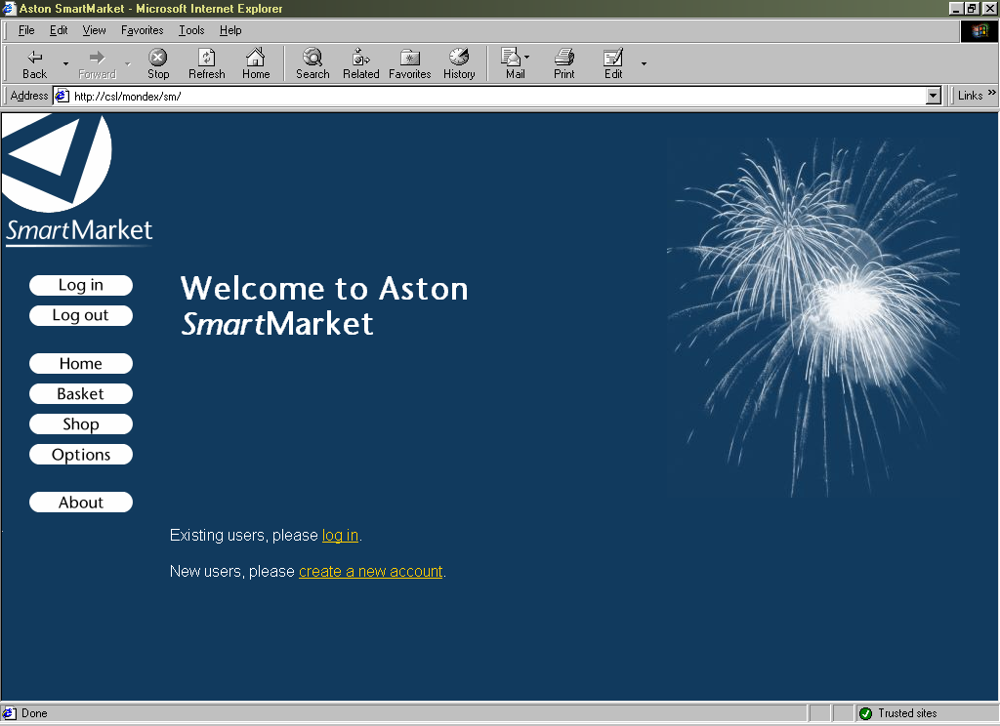 Aston SmartMarket - Microsoft Internet Explorer
File Edit View Favorites Tools Help
Back Forward Stop Refresh Home Search Related Favorites History Mail Print Edit
Address http://csl/mondex/sm/ Links »
SmartMarket
Log in
Welcome to Aston
Log out
SmartMarket
Home
Basket
Shop
Options
About
Existing users, please log in.
New users, please create a new account.
Done Trusted sites